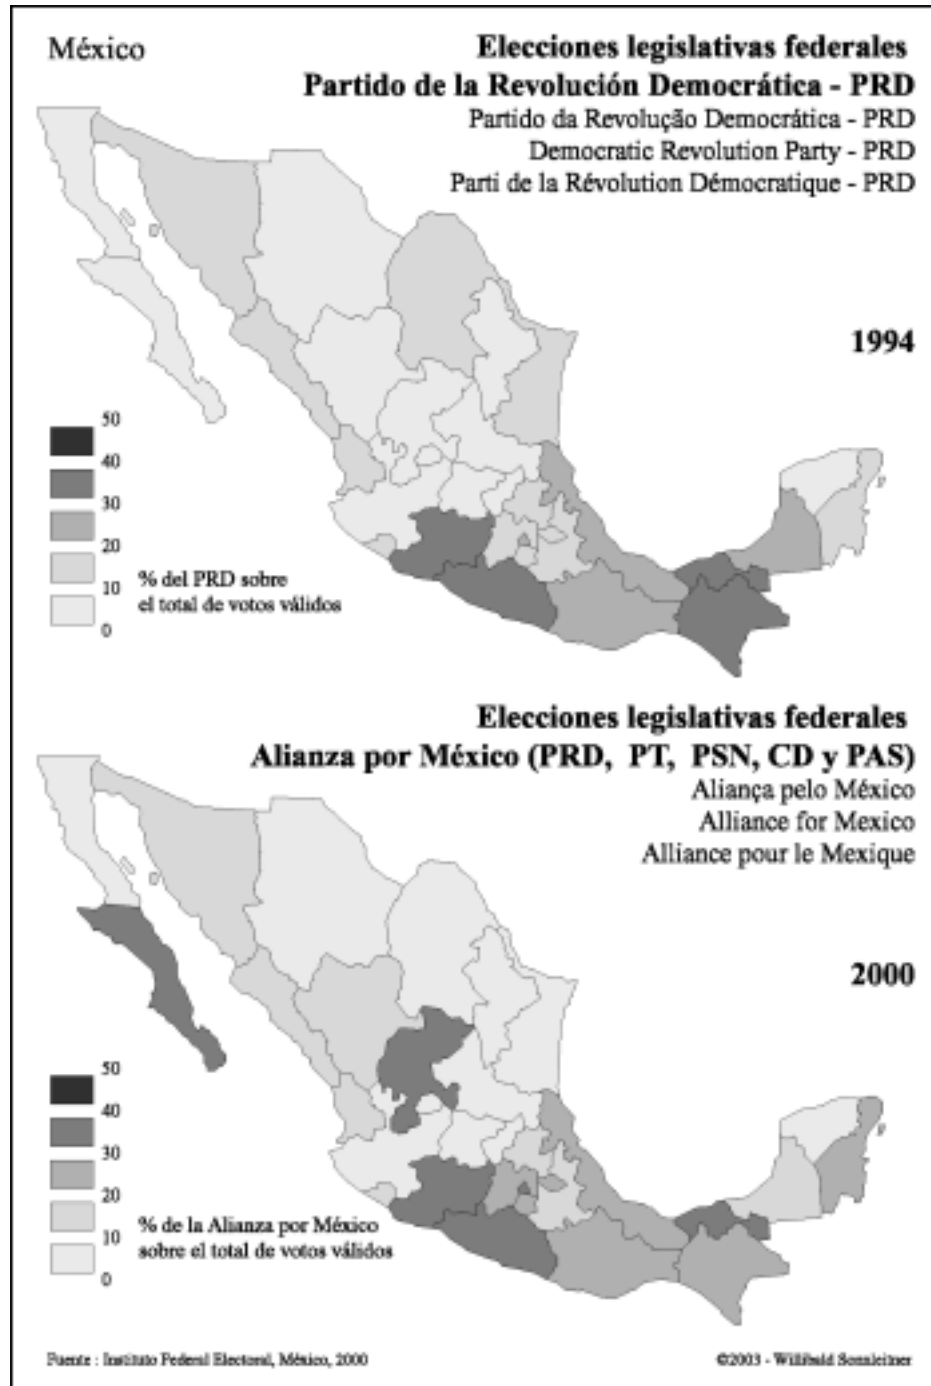 México
Elecciones legislativas federales
Partido de la Revolución Democrática - PRD
Partido da Revolução Democrática - PRD
Democratic Revolution Party - PRD
Parti de la Révolution Démocratique - PRD
1994
50
40
30
20
10
0
% del PRD sobre
el total de votos válidos
Elecciones legislativas federales
Alianza por México (PRD, PT, PSN, CD y PAS)
Aliança pelo México
Alliance for Mexico
Alliance pour le Mexique
2000
50
40
30
20
10
0
% de la Alianza por México
sobre el total de votos válidos
Fuente : Instituto Federal Electoral, México, 2000
©2003 - Willibald Sonnleitner